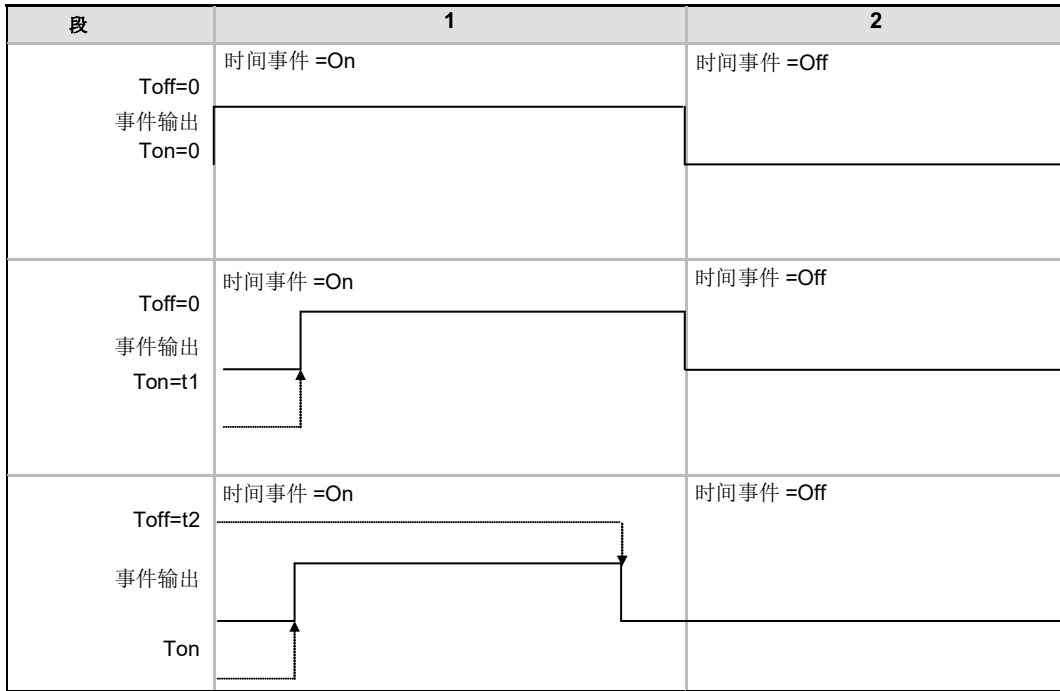 段 1 2
时间事件 =On 时间事件 =Off
Toff=0
事件输出
Ton=0
时间事件 =On 时间事件 =Off
Toff=0
事件输出
Ton=t1
时间事件 =On 时间事件 =Off
Toff=t2
事件输出
Ton